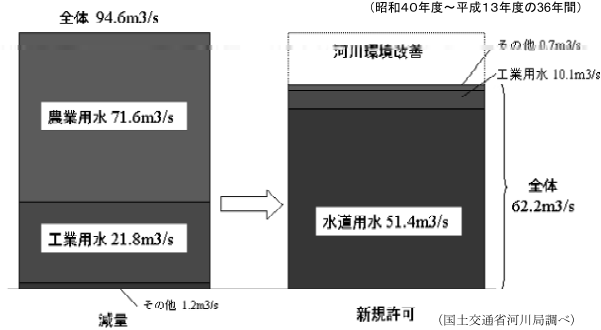 (昭和40年度～平成13年度の36年間)
全体 94.6m3/s
農業用水 71.6m3/s
工業用水 21.8m3/s
その他 1.2m3/s
減量
河川環境改善
その他 0.7m3/s
工業用水 10.1m3/s
水道用水 51.4m3/s
全体
62.2m3/s
新規許可
(国土交通省河川局調べ)